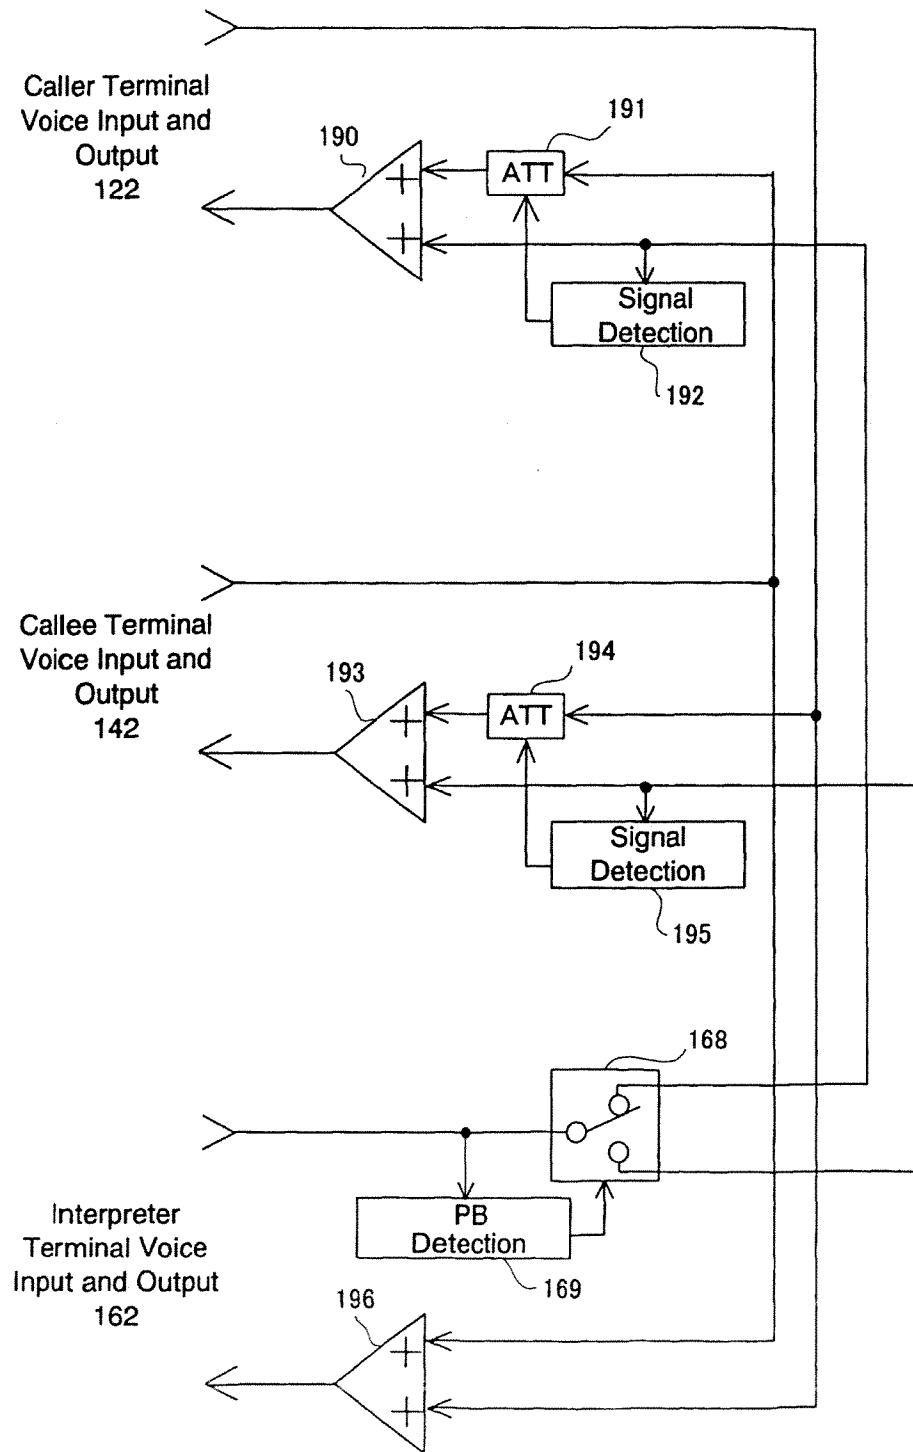 Caller Terminal
Voice Input and
Output
122
190
191
ATT
+
+
Signal
Detection
192
Callee Terminal
Voice Input and
Output
142
193
194
ATT
+
+
Signal
Detection
195
168
PB
Detection
169
Interpreter
Terminal Voice
Input and Output
162
196
+
+